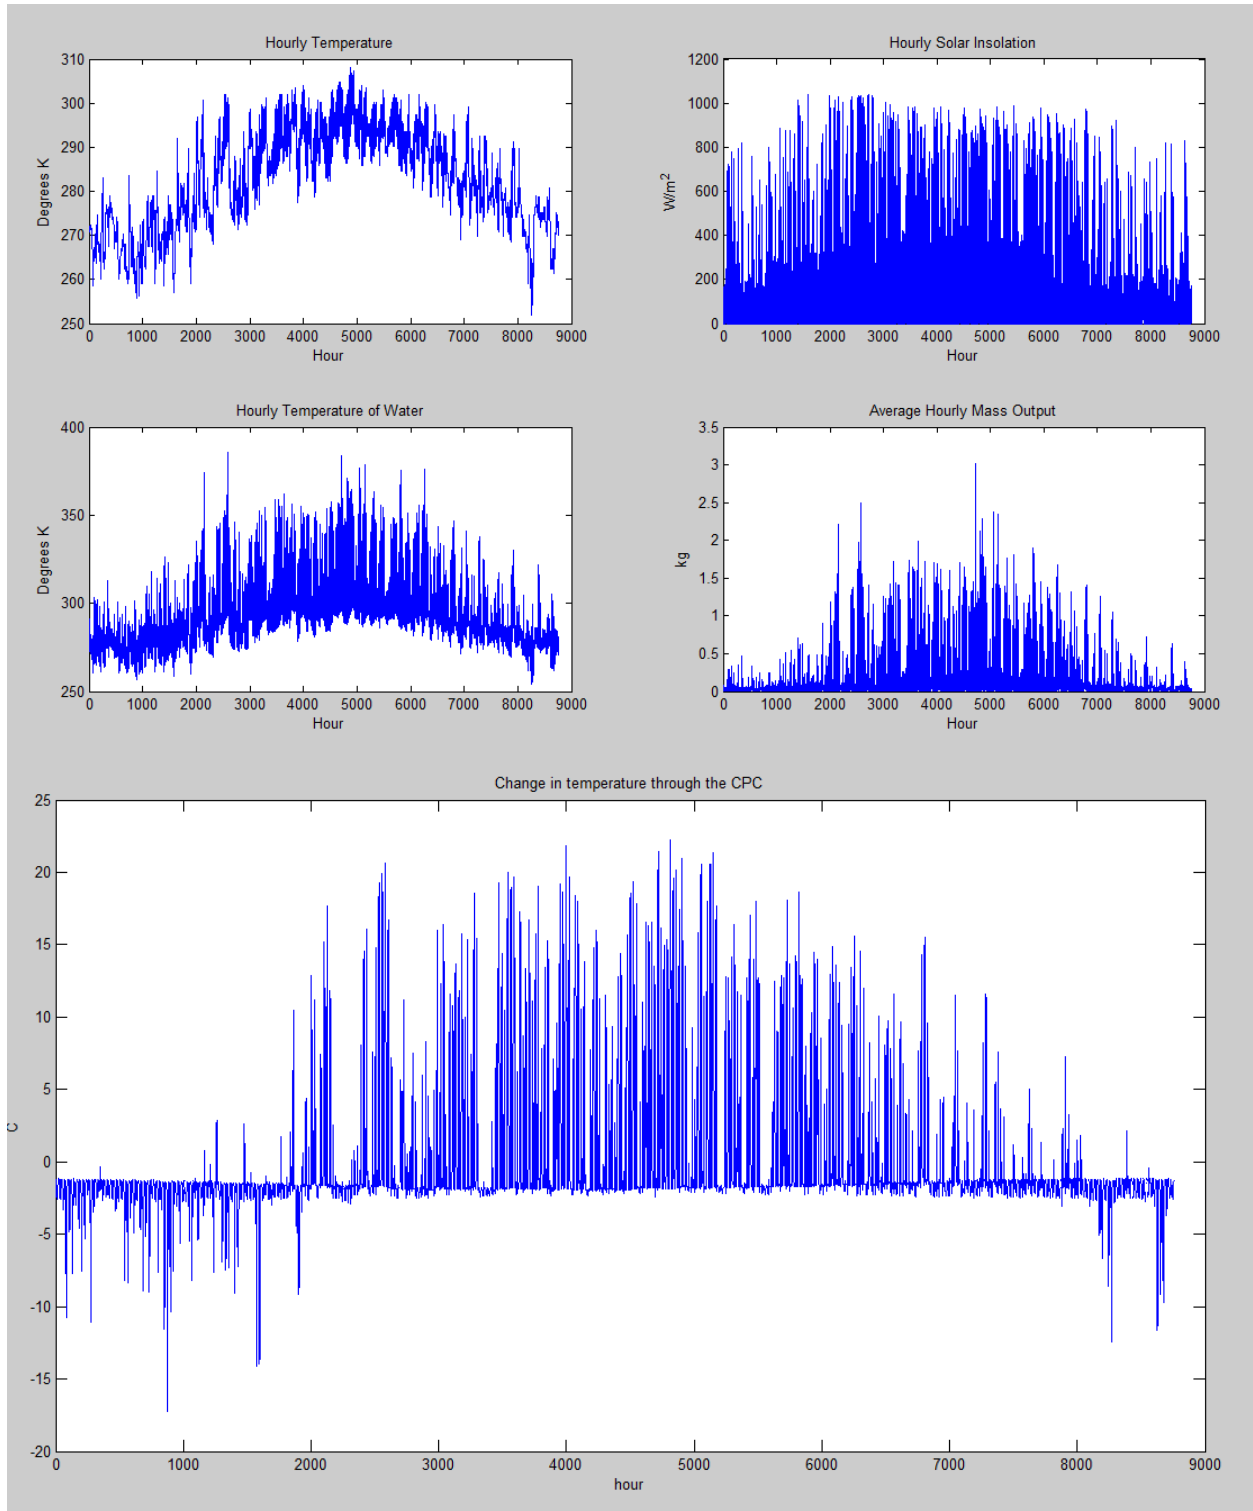 Hourly Temperature
310
300
290
280
270
260
250
Degrees K
0 1000 2000 3000 4000 5000 6000 7000 8000 9000
Hour
Hourly Solar Insolation
1200
1000
800
600
400
200
0
W/m2
0 1000 2000 3000 4000 5000 6000 7000 8000 9000
Hour
Hourly Temperature of Water
400
350
300
250
Degrees K
0 1000 2000 3000 4000 5000 6000 7000 8000 9000
Hour
Average Hourly Mass Output
3.5
3
2.5
2
1.5
1
0.5
0
kg
0 1000 2000 3000 4000 5000 6000 7000 8000 9000
Hour
Change in temperature through the CPC
25
20
15
10
5
0
-5
-10
-15
-20
C
0 1000 2000 3000 4000 5000 6000 7000 8000 9000
hour